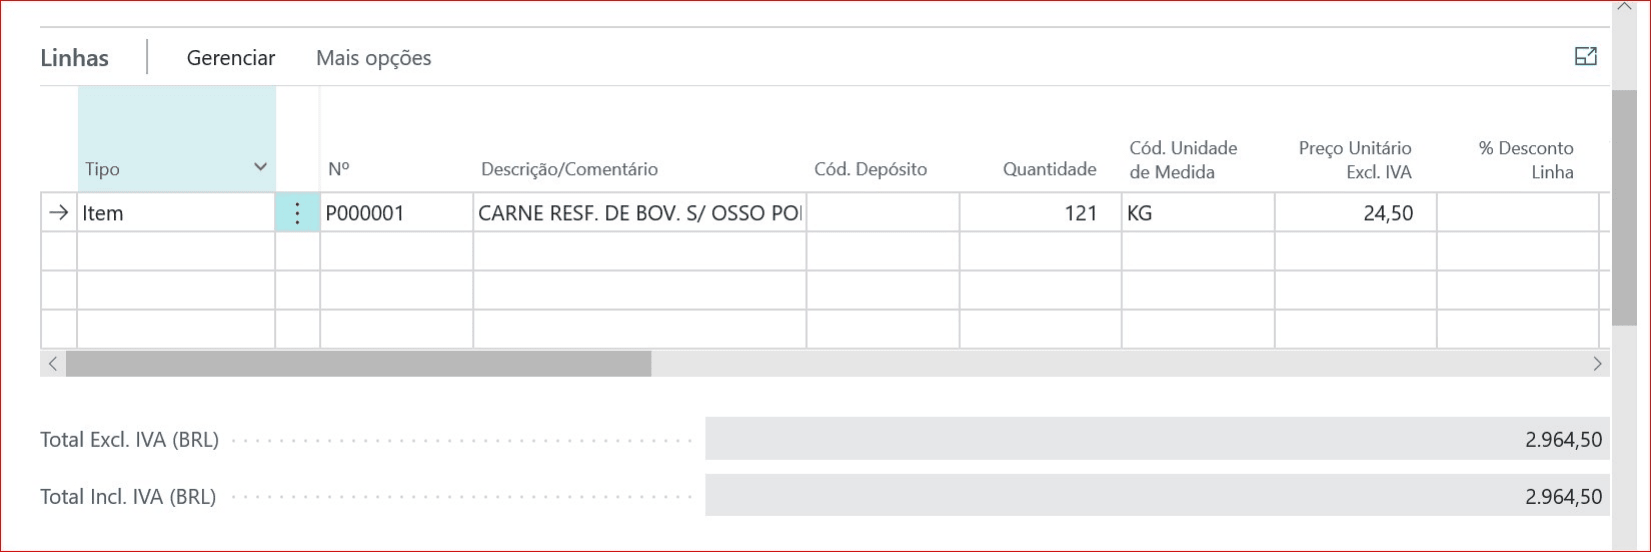 Linhas Gerenciar Mais opções
Tipo Nº Descrição/Comentário Cód. Depósito Quantidade Cód. Unidade de Medida Preço Unitário Excl. IVA % Desconto Linha
Item P000001 CARNE RESF. DE BOV. S/ OSSO 121 KG 24,50
Total Excl. IVA (BRL) 2.964,50
Total Incl. IVA (BRL) 2.964,50